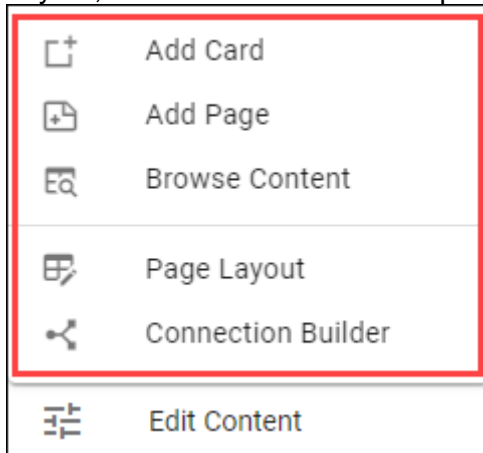 Add Card
Add Page
Browse Content
Page Layout
Connection Builder
Edit Content